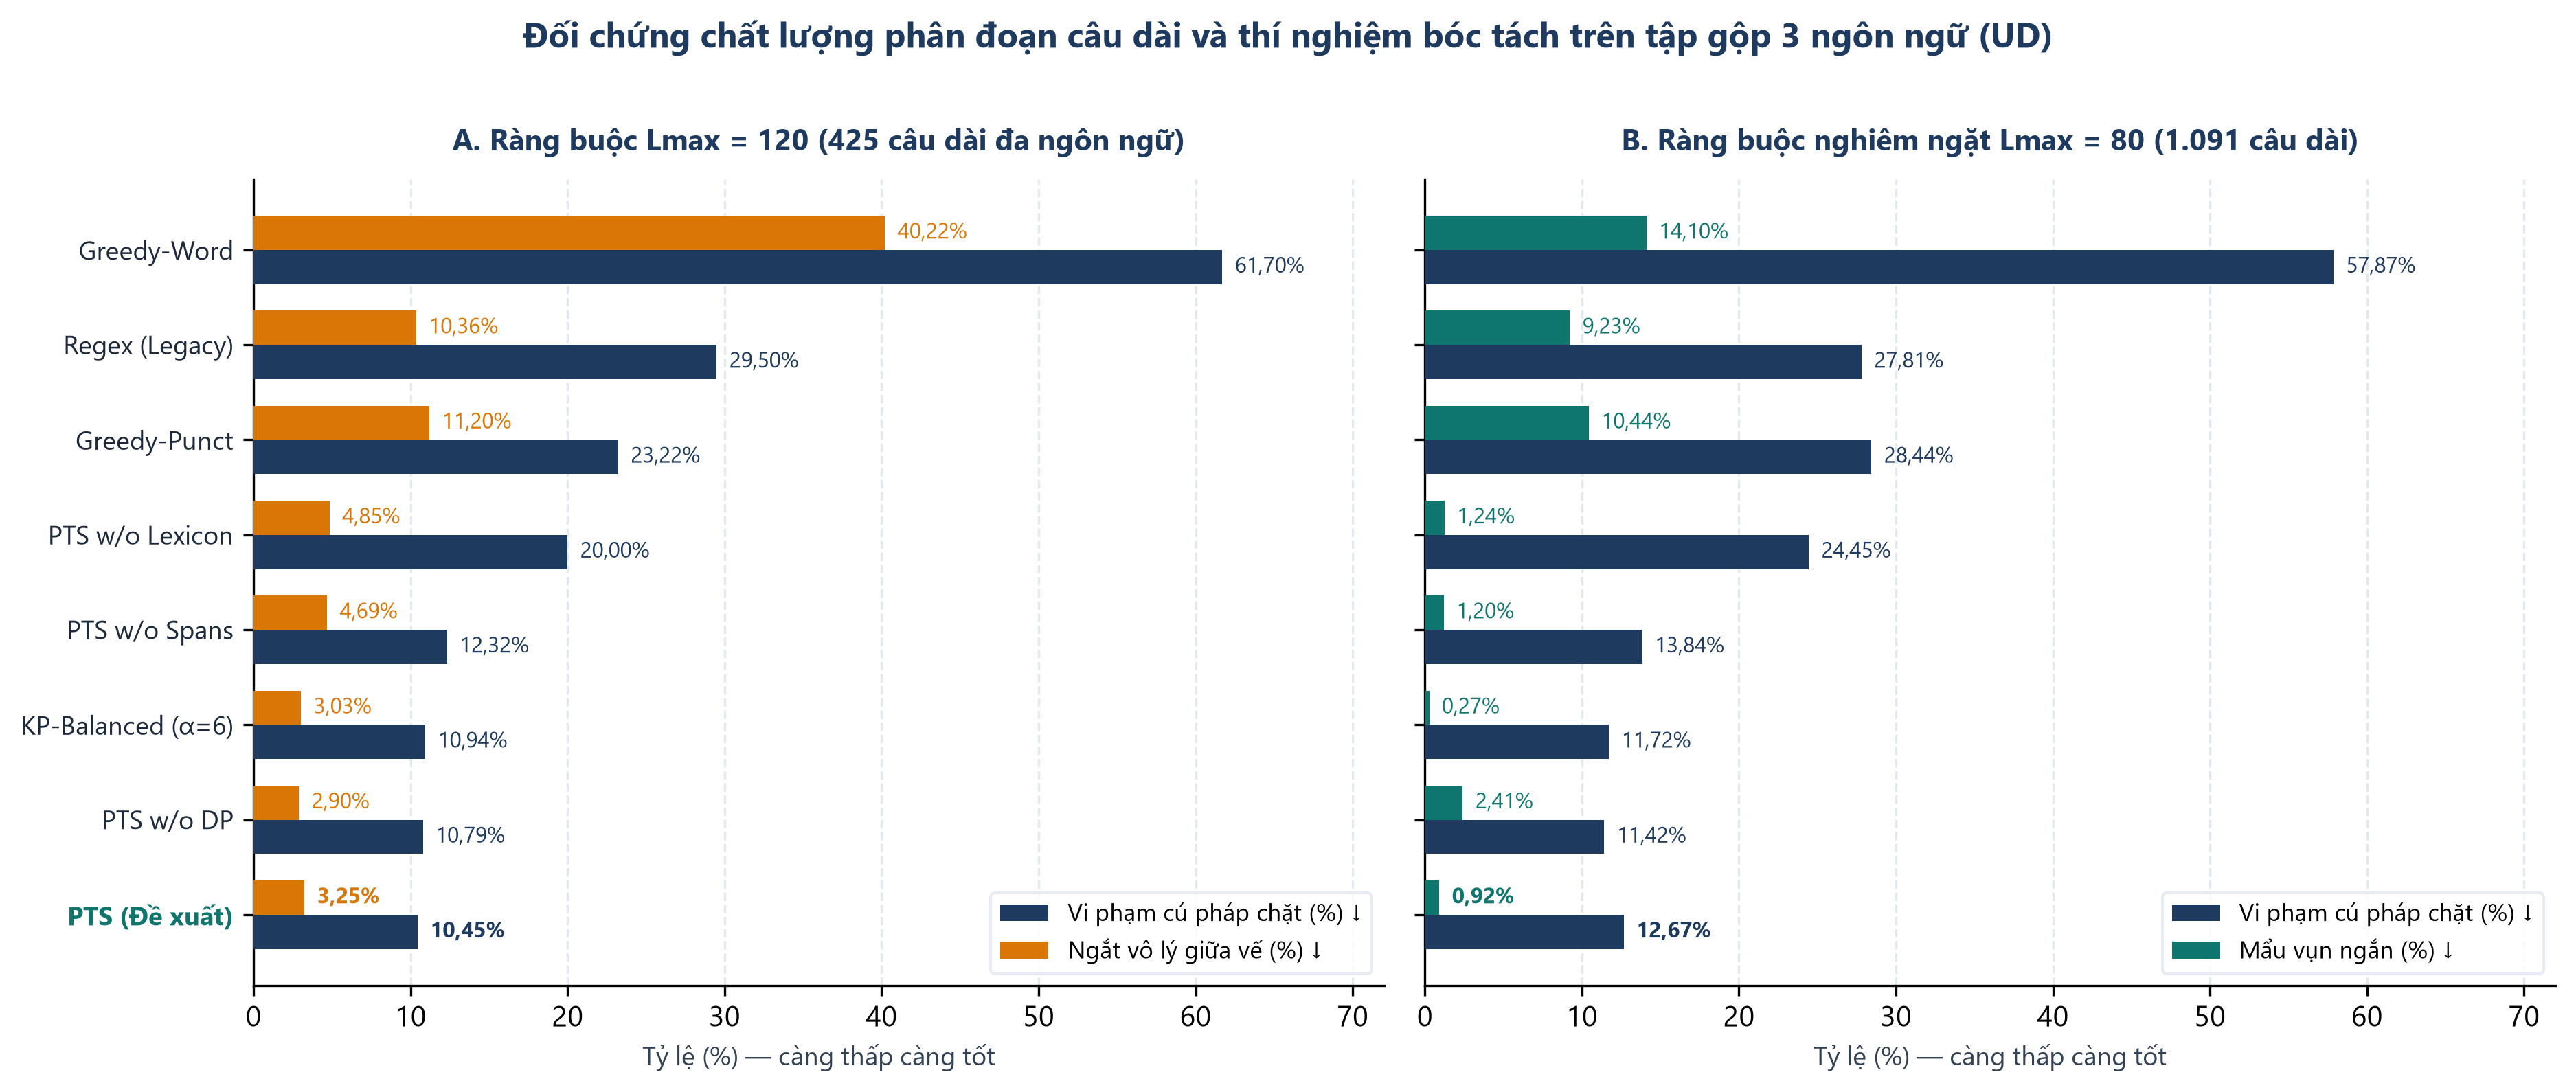 Đối chứng chất lượng phân đoạn câu dài và thí nghiệm bóc tách trên tập gộp 3 ngôn ngữ (UD)
A. Ràng buộc Lmax = 120 (425 câu dài đa ngôn ngữ)
Greedy-Word
40,22%
61,70%
Regex (Legacy)
10,36%
29,50%
Greedy-Punct
11,20%
23,22%
PTS w/o Lexicon
4,85%
20,00%
PTS w/o Spans
4,69%
12,32%
KP-Balanced (α=6)
3,03%
10,94%
PTS w/o DP
2,90%
10,79%
PTS (Đề xuất)
3,25%
10,45%
Vi phạm cú pháp chặt (%) ↓
Ngắt vô lý giữa vế (%) ↓
0 10 20 30 40 50 60 70
Tỷ lệ (%) — càng thấp càng tốt
B. Ràng buộc nghiêm ngặt Lmax = 80 (1.091 câu dài)
14,10%
57,87%
9,23%
27,81%
10,44%
28,44%
1,24%
24,45%
1,20%
13,84%
0,27%
11,72%
2,41%
11,42%
0,92%
12,67%
Vi phạm cú pháp chặt (%) ↓
Mẩu vụn ngắn (%) ↓
0 10 20 30 40 50 60 70
Tỷ lệ (%) — càng thấp càng tốt